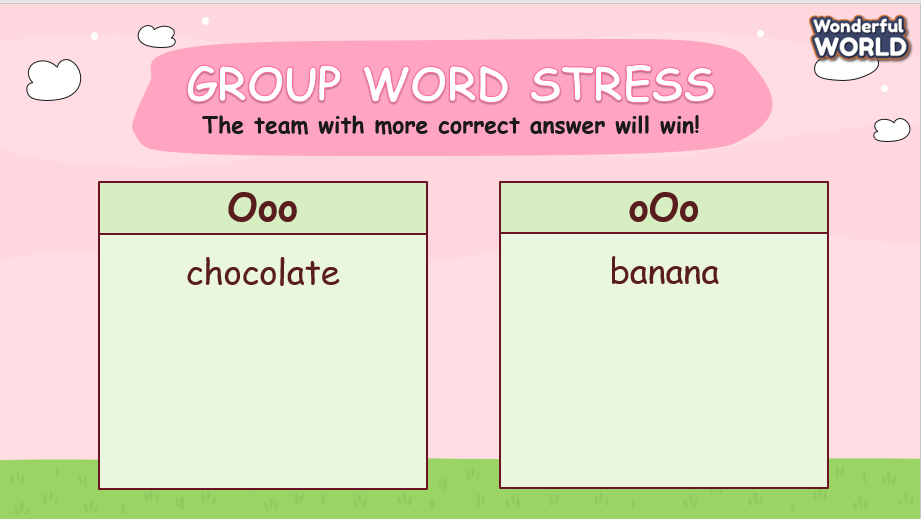 Wonderful
WORLD
GROUP WORD STRESS
The team with more correct answer will win!
Ooo
chocolate
oOo
banana